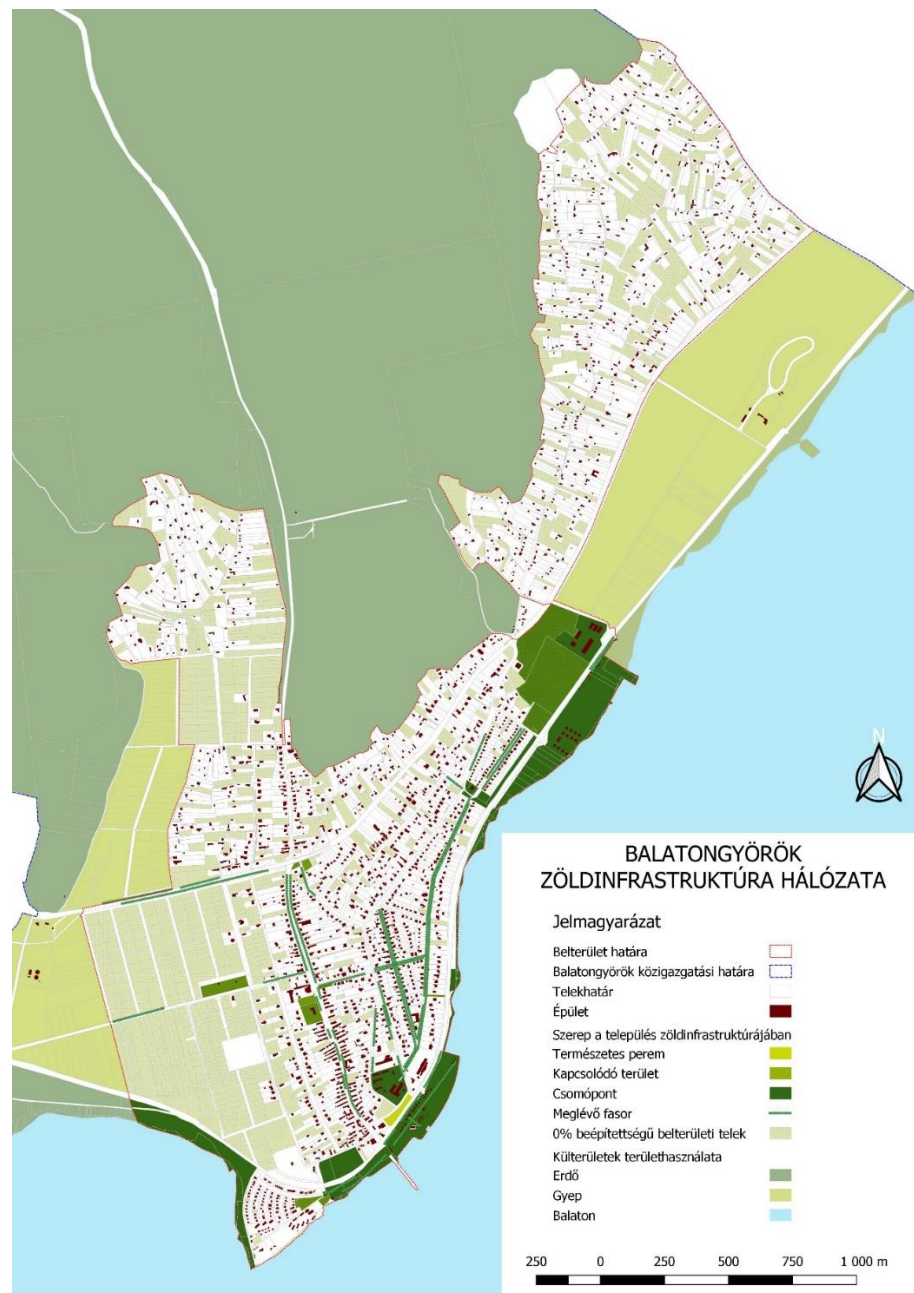 N
BALATONGYÖRÖK
ZÖLDINFRASTRUKTÚRA HÁLÓZATA
Jelmagyarázat
Belterület határa
Balatongyörök közigazgatási határa
Telekhatár
Épület
Szerep a település zöldinfrastruktúrájában
Természetes perem
Kapcsolódó terület
Csomópont
Meglévő fasor
0% beépítettségű belterületi telek
Külterületek területhasználata
Erdő
Gyep
Balaton
250 0 250 500 750 1 000 m